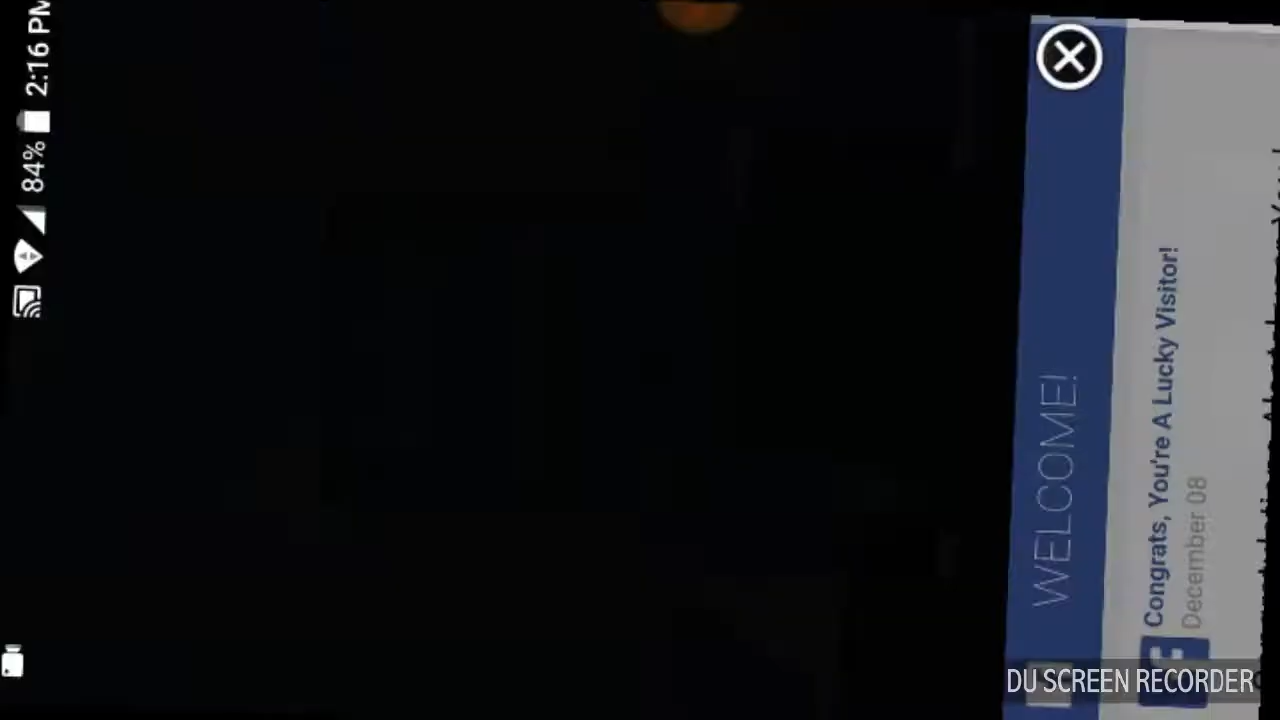 2:16 PM
84%
WELCOME!
Congrats, You're A Lucky Visitor!
December 08
DU SCREEN RECORDER